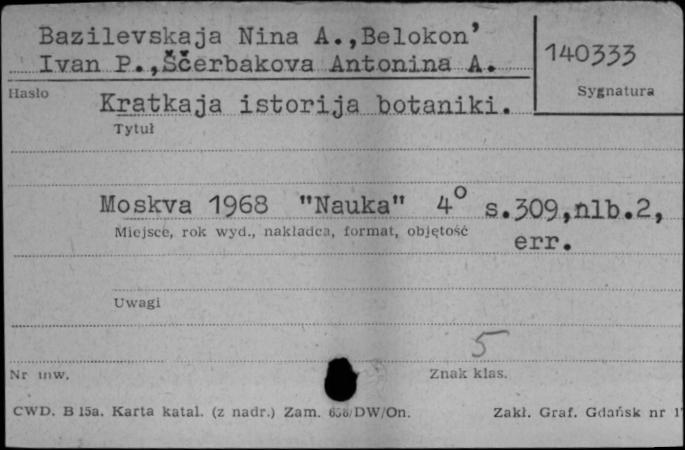 Bazilevskaja Nina A.,Belokon'
Ivan P.,Ščerbakova Antonina A.
140333
Sygnatura
Hasło
Kratkaja istorija botaniki.
Tytuł
Moskva 1968 "Nauka" 4° s.309,nlb.2,
Miejsce, rok wyd., nakładca, format, objętość
err.
Uwagi
5
Nr inw.
Znak klas.
CWD. B 15a. Karta katal. (z nadr.) Zam. /DW/On.
Zakł. Graf. Gdańsk nr